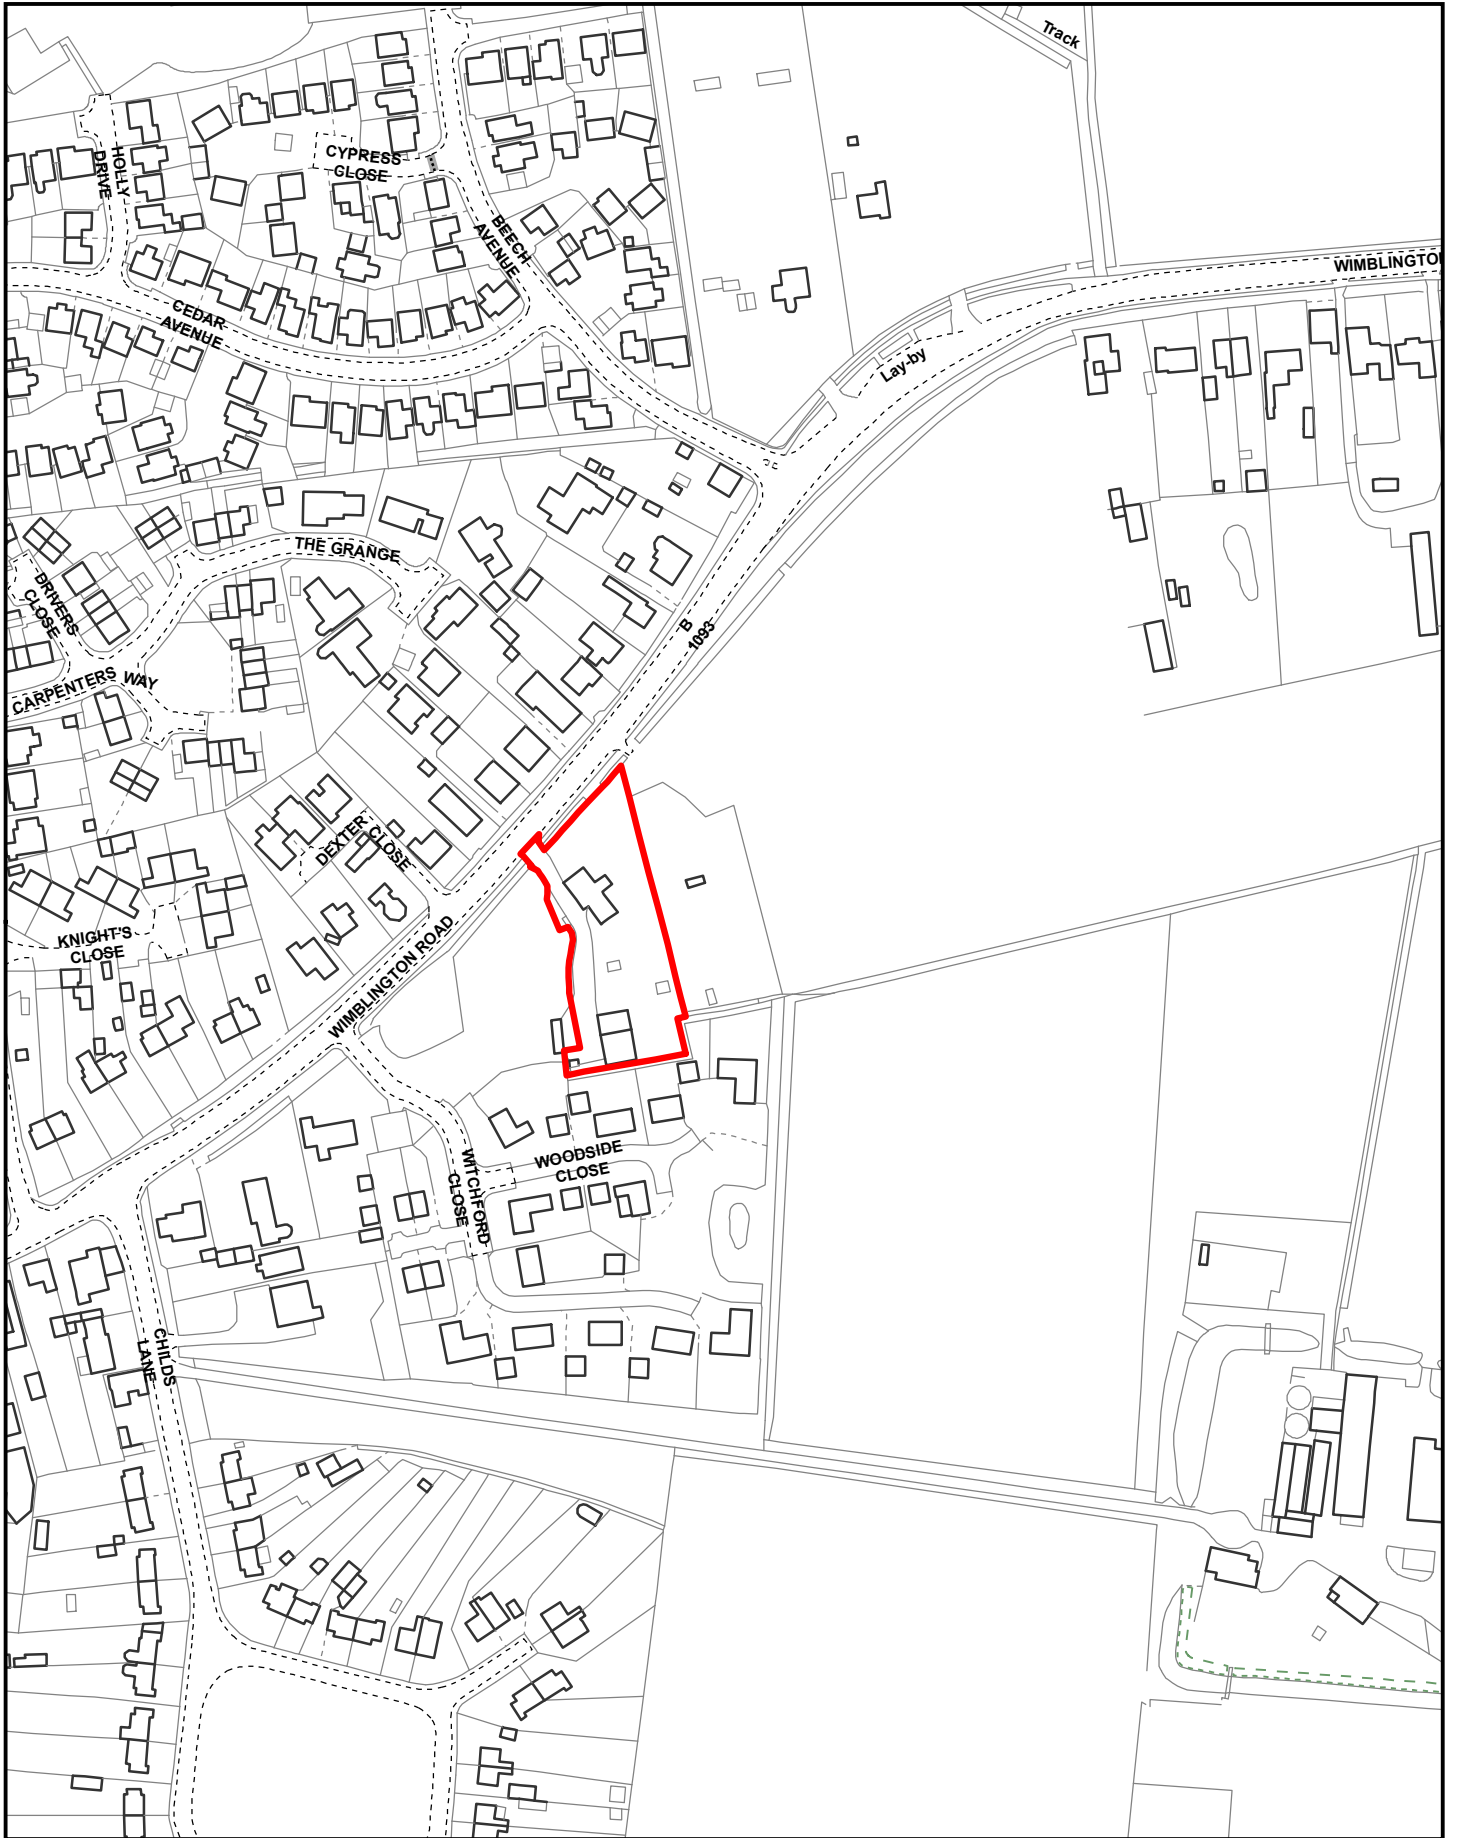 Track
HOLLY
DRIVE
CYPRESS
CLOSE
BEECH
AVENUE
WIMBLINGTON
CEDAR
AVENUE
Lay-by
THE GRANGE
DRIVERS
CLOSE
B
1093
CARPENTERS WAY
DEXTER CLOSE
KNIGHT'S
CLOSE
WIMBLINGTON ROAD
WOODSIDE
CLOSE
WITCHFORD
CLOSE
CHILDS
LANE